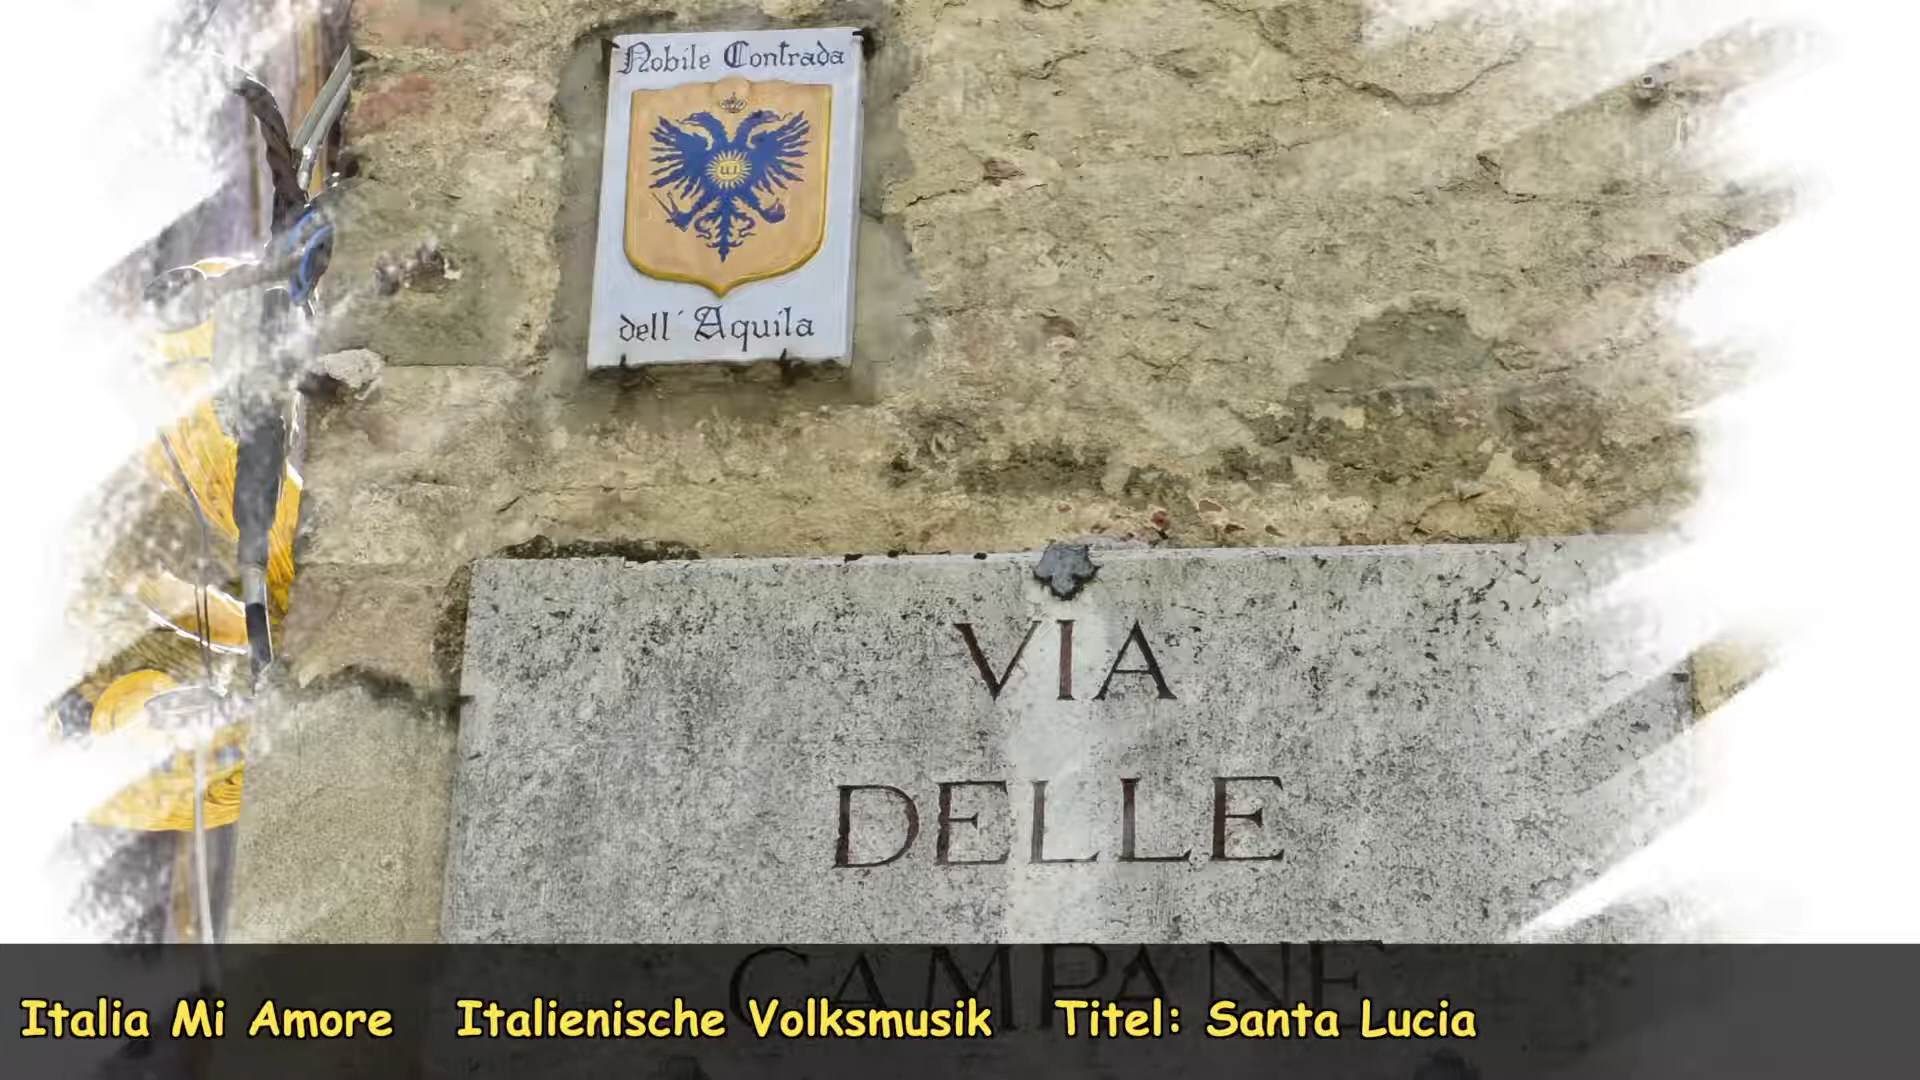 Nobile Contrada
dell' Aquila
VIA
DELLE
CAMPANE
Italia Mi Amore Italienische Volksmusik Titel: Santa Lucia